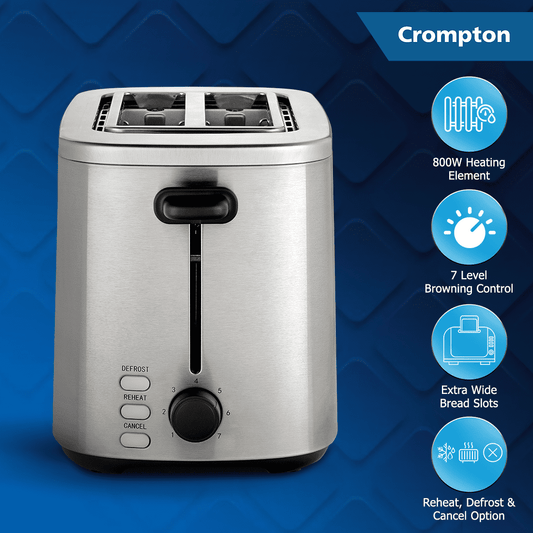 Crompton
800W Heating
Element
7 Level
Browning Control
Extra Wide
Bread Slots
Reheat, Defrost &
Cancel Option
DEFROST
REHEAT
CANCEL
1
2
3
4
5
6
7